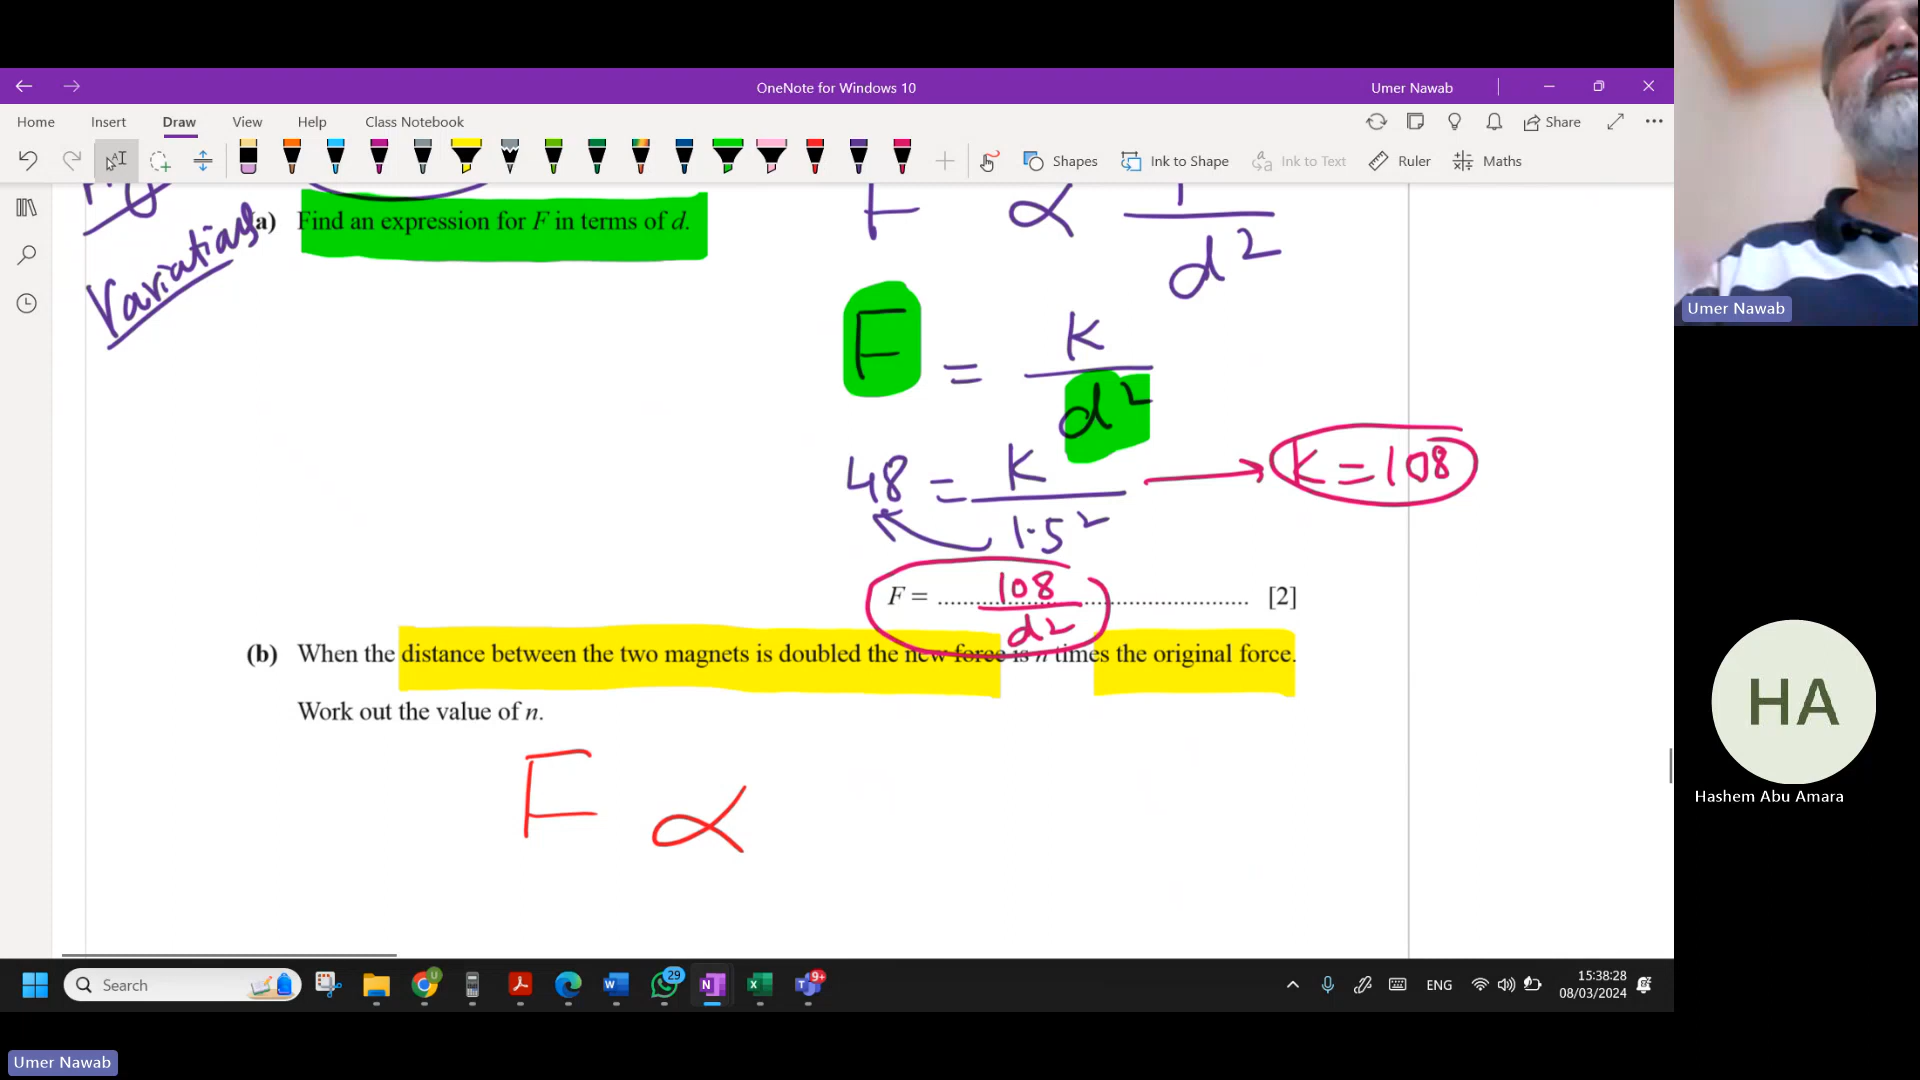 OneNote for Windows 10
Umer Nawab
Home
Insert
Draw
View
Help
Class Notebook
Share
Shapes
Ink to Shape
Ink to Text
Ruler
Maths
(a) Find an expression for F in terms of d.
Variations
F ∝ 1/d²
F = k/d²
48 = k/1.5² → k = 108
F = 108/d² [2]
(b) When the distance between the two magnets is doubled the new force is n times the original force.
Work out the value of n.
F ∝
Umer Nawab
HA
Hashem Abu Amara
Search
U
W
29
N
X
T
9+
ENG
15:38:28
08/03/2024
Umer Nawab